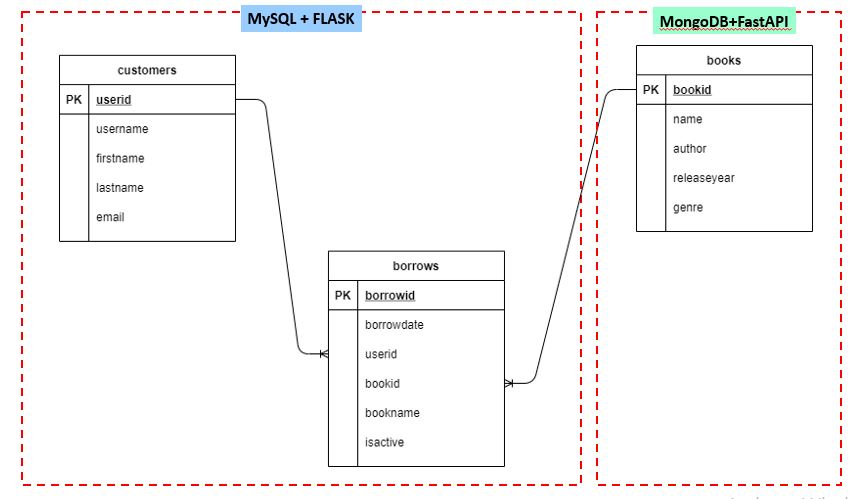 MySQL + FLASK
MongoDB+FastAPI
customers
PK userid
username
firstname
lastname
email
books
PK bookid
name
author
releaseyear
genre
borrows
PK borrowid
borrowdate
userid
bookid
bookname
isactive